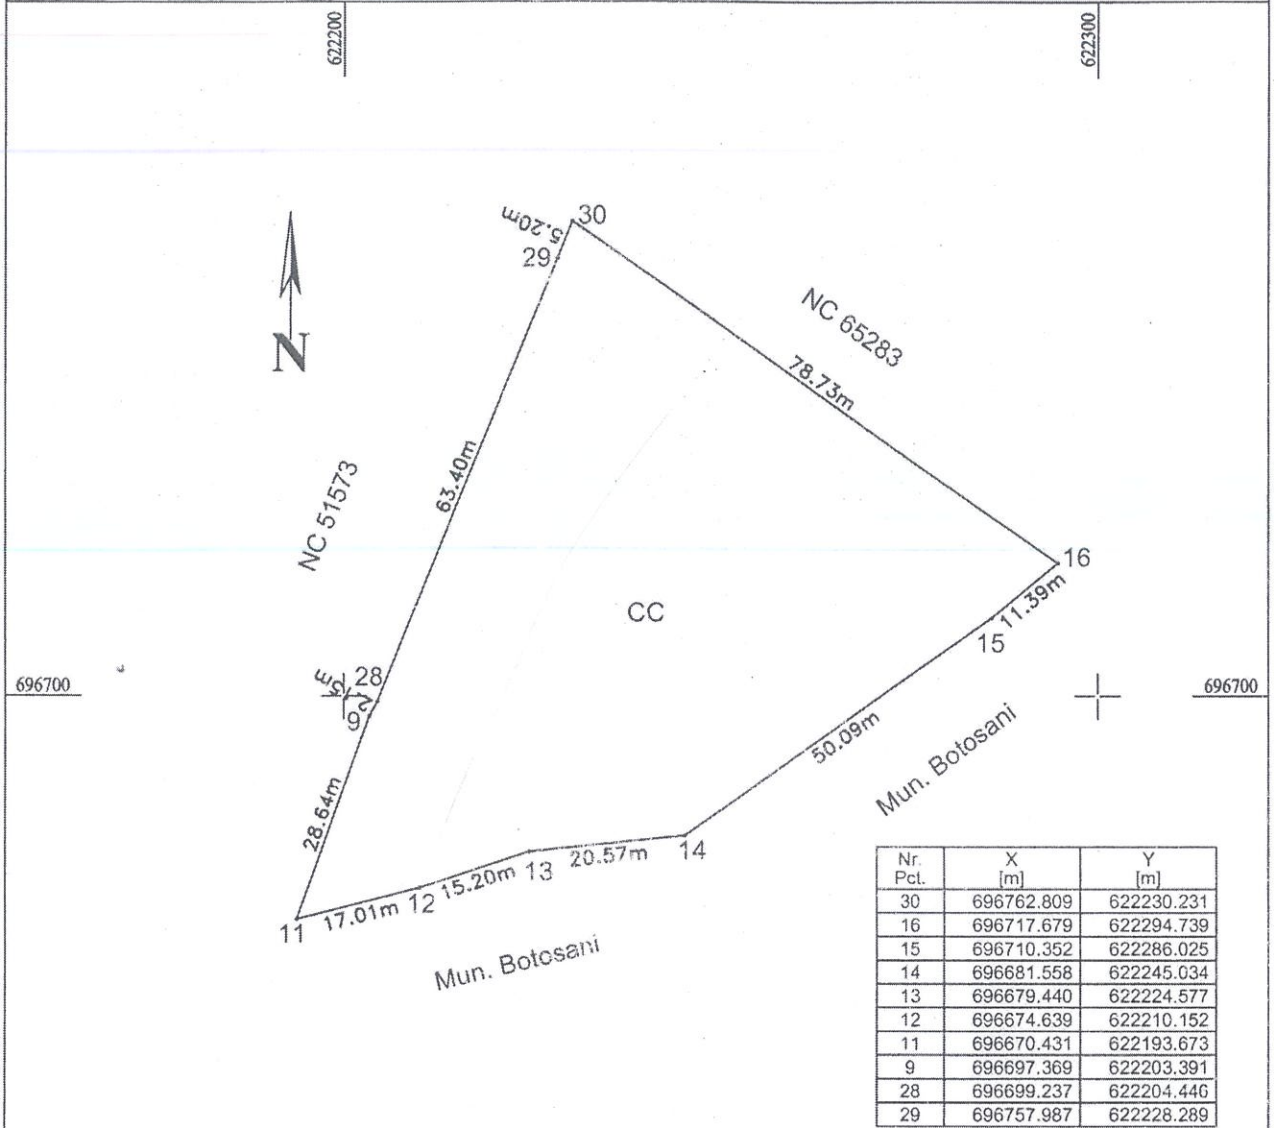 622200
622300
30
5.20m
29
N
NC 65283
78.73m
63.40m
NC 51573
16
11.39m
CC
15
696700
28
9
696700
50.09m
Mun. Botosani
28.64m
14
20.57m
13
15.20m
12
17.01m
11
Mun. Botosani
Nr. Pct. X [m] Y [m]
30 696762.809 622230.231
16 696717.679 622294.739
15 696710.352 622286.025
14 696681.558 622245.034
13 696679.440 622224.577
12 696674.639 622210.152
11 696670.431 622193.673
9 696697.369 622203.391
28 696699.237 622204.446
29 696757.987 622228.289